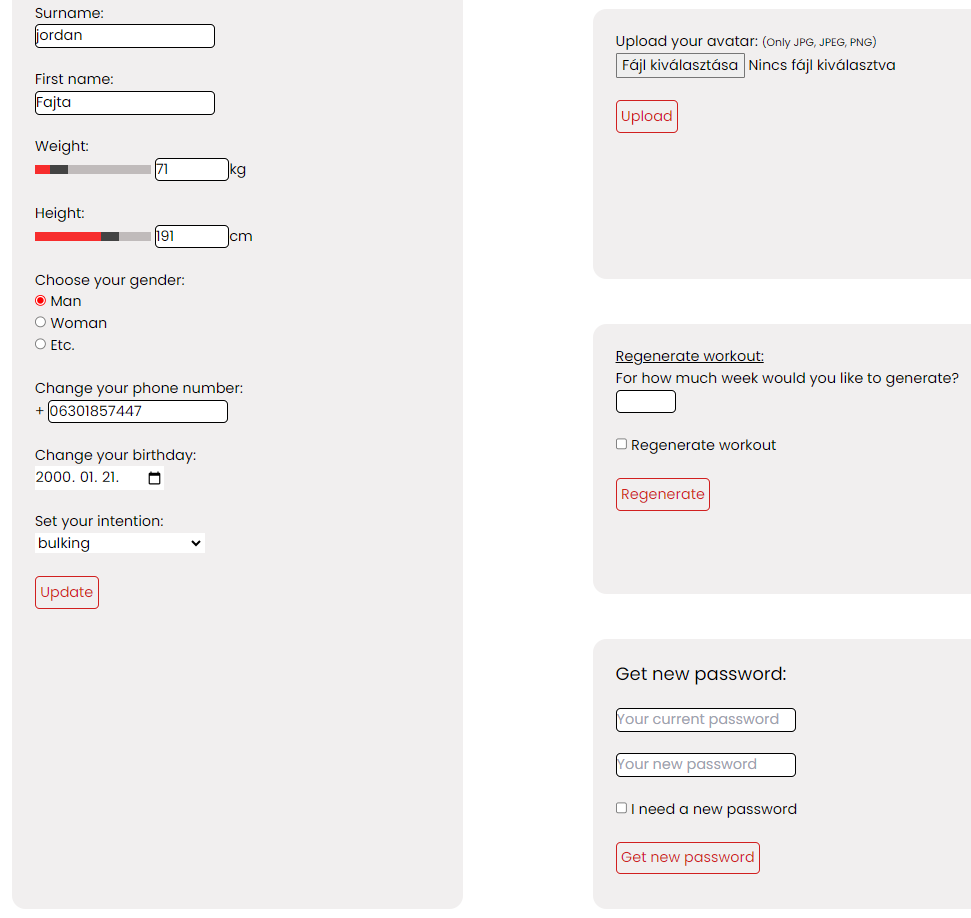 Surname:
jordan
First name:
Fajta
Weight:
71 kg
Height:
191 cm
Choose your gender:
Man
Woman
Etc.
Change your phone number:
+ 06301857447
Change your birthday:
2000. 01. 21.
Set your intention:
bulking
Update
Upload your avatar: (Only JPG, JPEG, PNG)
Fájl kiválasztása Nincs fájl kiválasztva
Upload
Regenerate workout:
For how much week would you like to generate?
Regenerate workout
Regenerate
Get new password:
Your current password
Your new password
I need a new password
Get new password